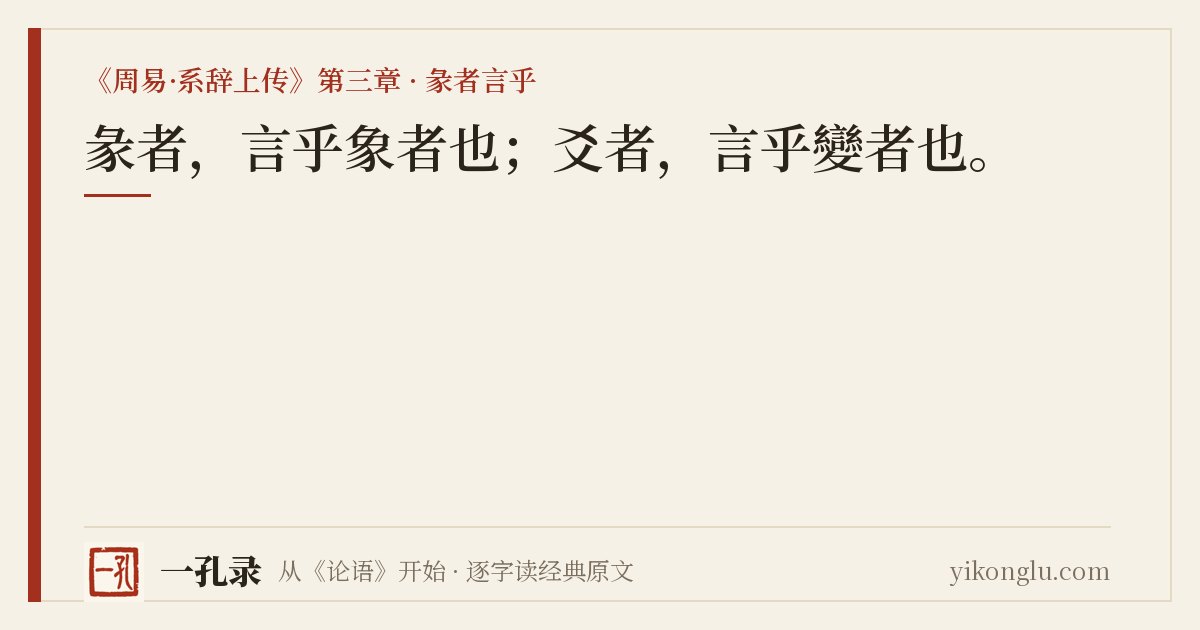 《周易·系辞上传》第三章 · 彖者言乎
彖者，言乎象者也；爻者，言乎變者也。
一孔
一孔录 从《论语》开始 · 逐字读经典原文 yikonglu.com